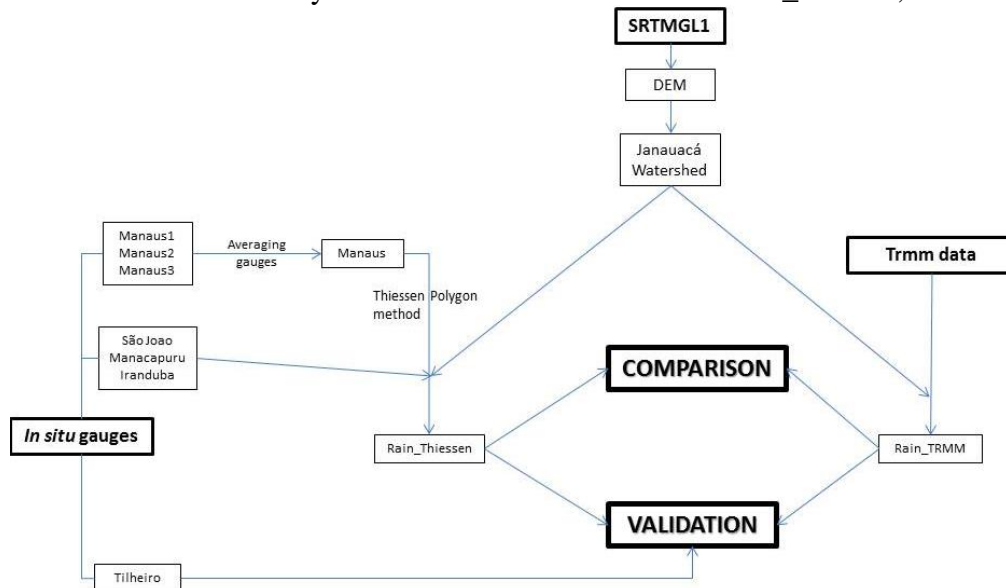 SRTMGL1
DEM
Janauacá
Watershed
Manaus1
Manaus2
Manaus3
Averaging
gauges
Manaus
Trmm data
Thiessen Polygon
method
São Joao
Manacapuru
Iranduba
COMPARISON
In situ gauges
Rain_Thiessen
Rain_TRMM
VALIDATION
Tilheiro